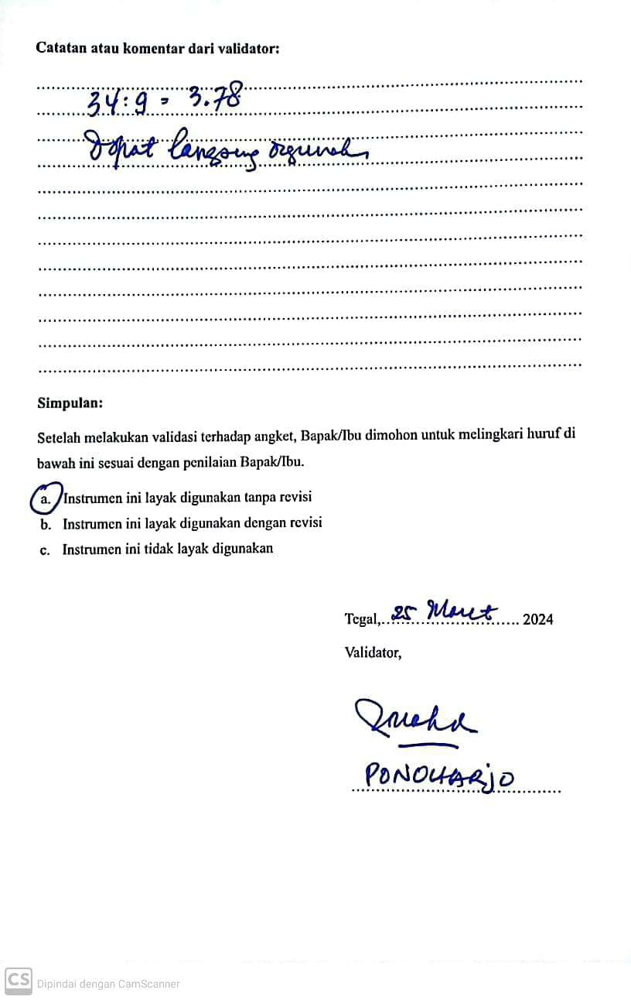 Catatan atau komentar dari validator:
34 : 9 = 3.78
Dapat langsung digunakan
Simpulan:
Setelah melakukan validasi terhadap angket, Bapak/Ibu dimohon untuk melingkari huruf di
bawah ini sesuai dengan penilaian Bapak/Ibu.
a. Instrumen ini layak digunakan tanpa revisi
b. Instrumen ini layak digunakan dengan revisi
c. Instrumen ini tidak layak digunakan
Tegal, 25 Maret 2024
Validator,
PONOHARJO
CS Dipindai dengan CamScanner